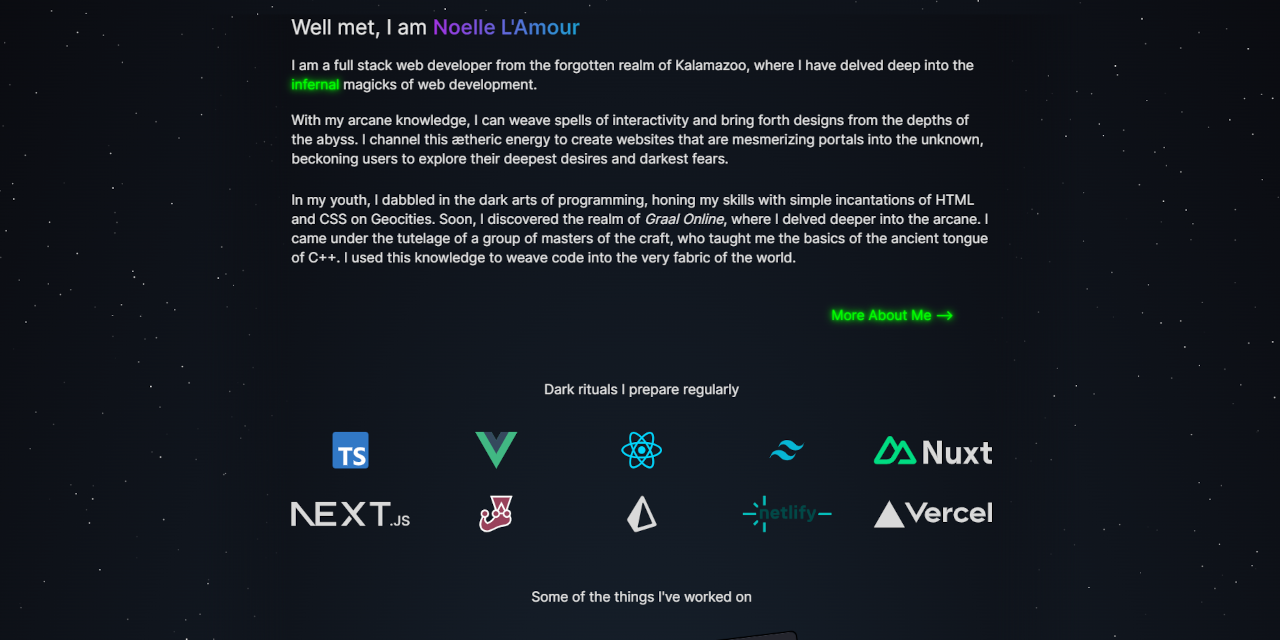 Well met, I am Noelle L'Amour
I am a full stack web developer from the forgotten realm of Kalamazoo, where I have delved deep into the
infernal magicks of web development.
With my arcane knowledge, I can weave spells of interactivity and bring forth designs from the depths of
the abyss. I channel this ætheric energy to create websites that are mesmerizing portals into the unknown,
beckoning users to explore their deepest desires and darkest fears.
In my youth, I dabbled in the dark arts of programming, honing my skills with simple incantations of HTML
and CSS on Geocities. Soon, I discovered the realm of Graal Online, where I delved deeper into the arcane. I
came under the tutelage of a group of masters of the craft, who taught me the basics of the ancient tongue
of C++. I used this knowledge to weave code into the very fabric of the world.
More About Me →
Dark rituals I prepare regularly
TS
Nuxt
NEXT.JS
netlify
Vercel
Some of the things I've worked on